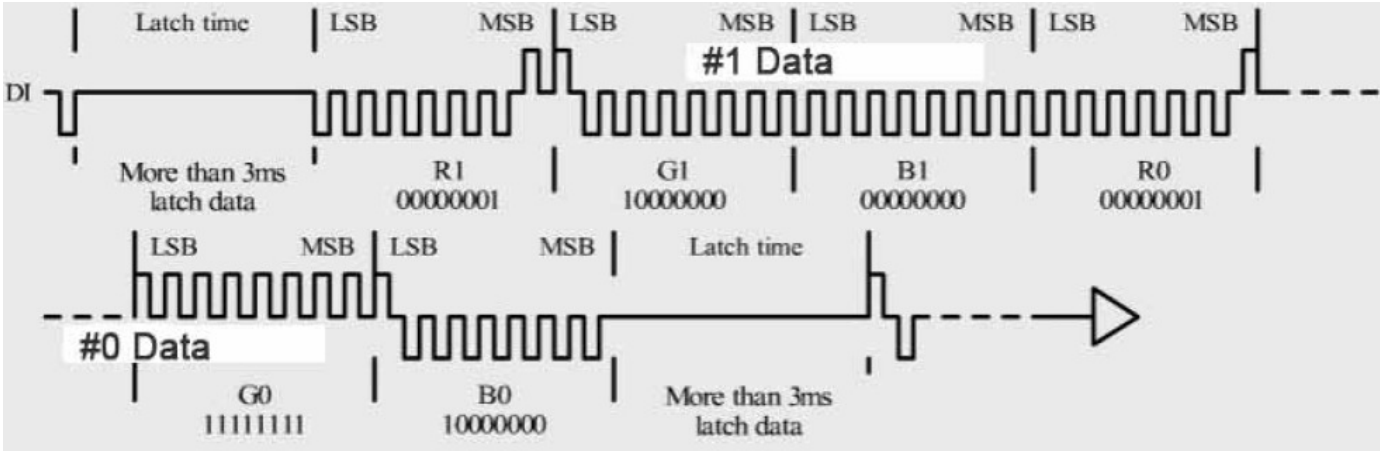 Latch time LSB MSB LSB MSB LSB MSB LSB MSB
#1 Data
DI
More than 3ms
latch data
R1
00000001
G1
10000000
B1
00000000
R0
00000001
LSB MSB LSB MSB Latch time
#0 Data
G0
11111111
B0
10000000
More than 3ms
latch data